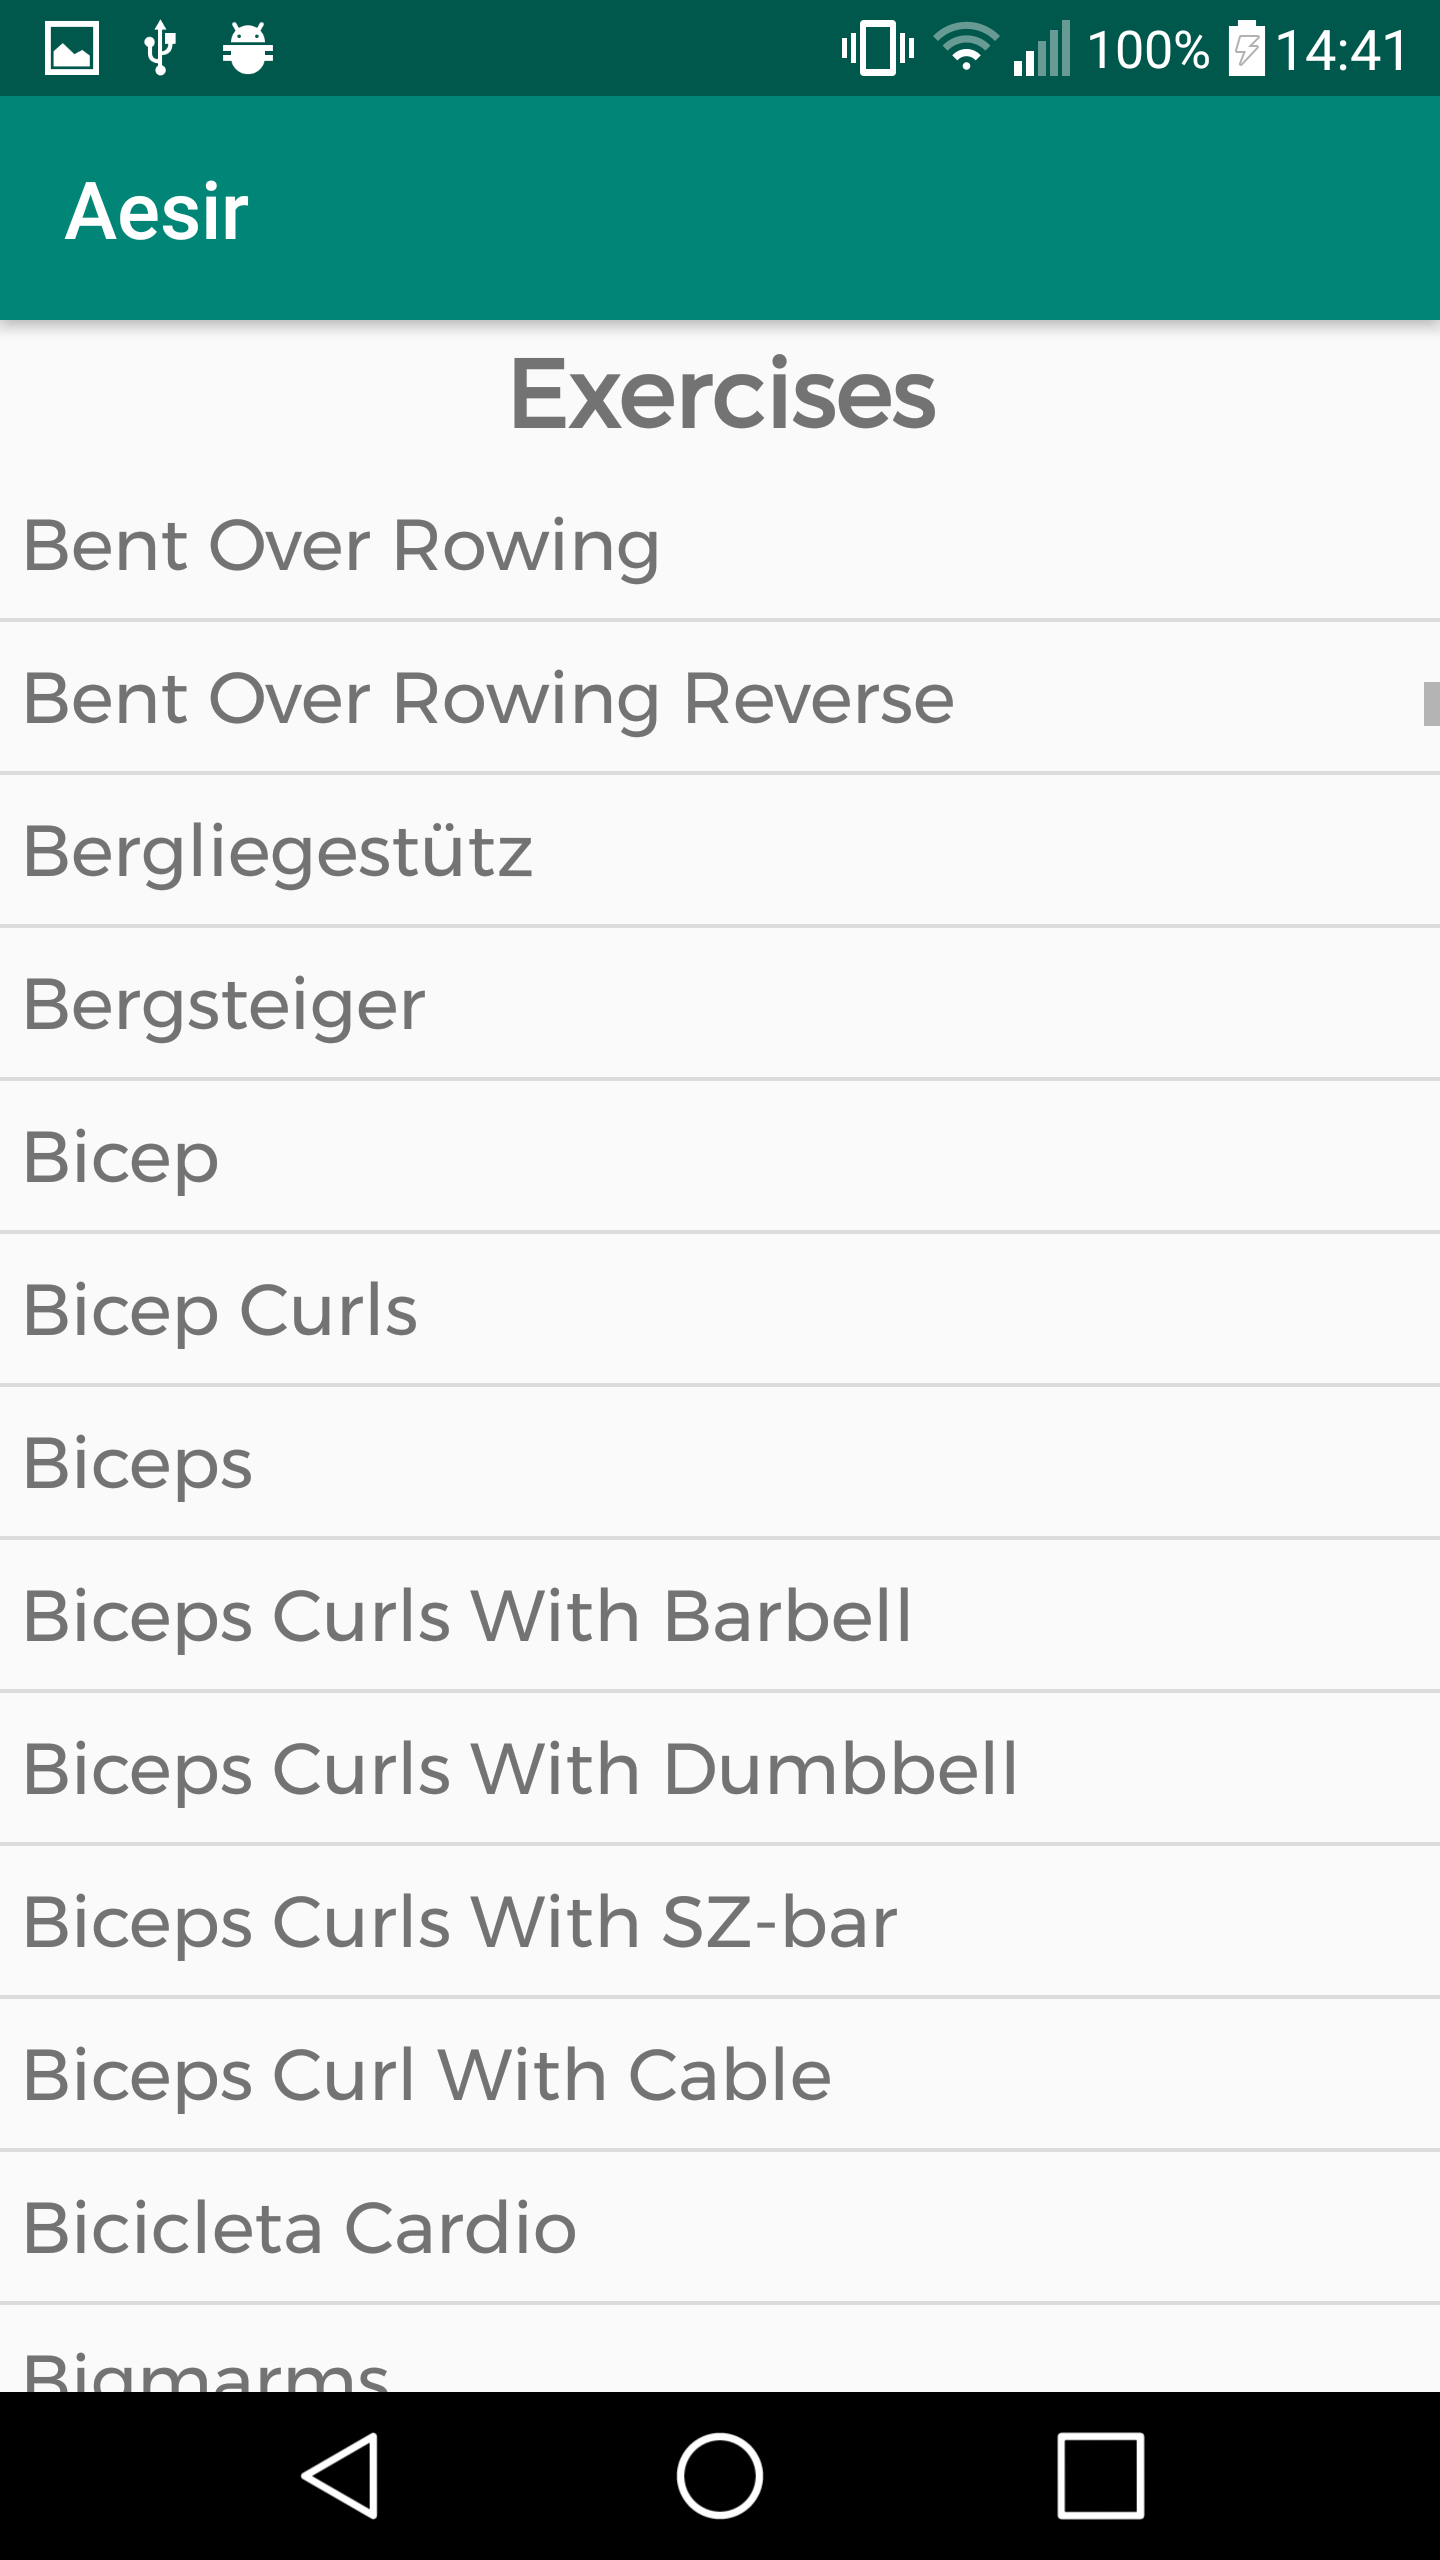 100% 14:41
Aesir
Exercises
Bent Over Rowing
Bent Over Rowing Reverse
Bergliegestütz
Bergsteiger
Bicep
Bicep Curls
Biceps
Biceps Curls With Barbell
Biceps Curls With Dumbbell
Biceps Curls With SZ-bar
Biceps Curl With Cable
Bicicleta Cardio
Bigmarms